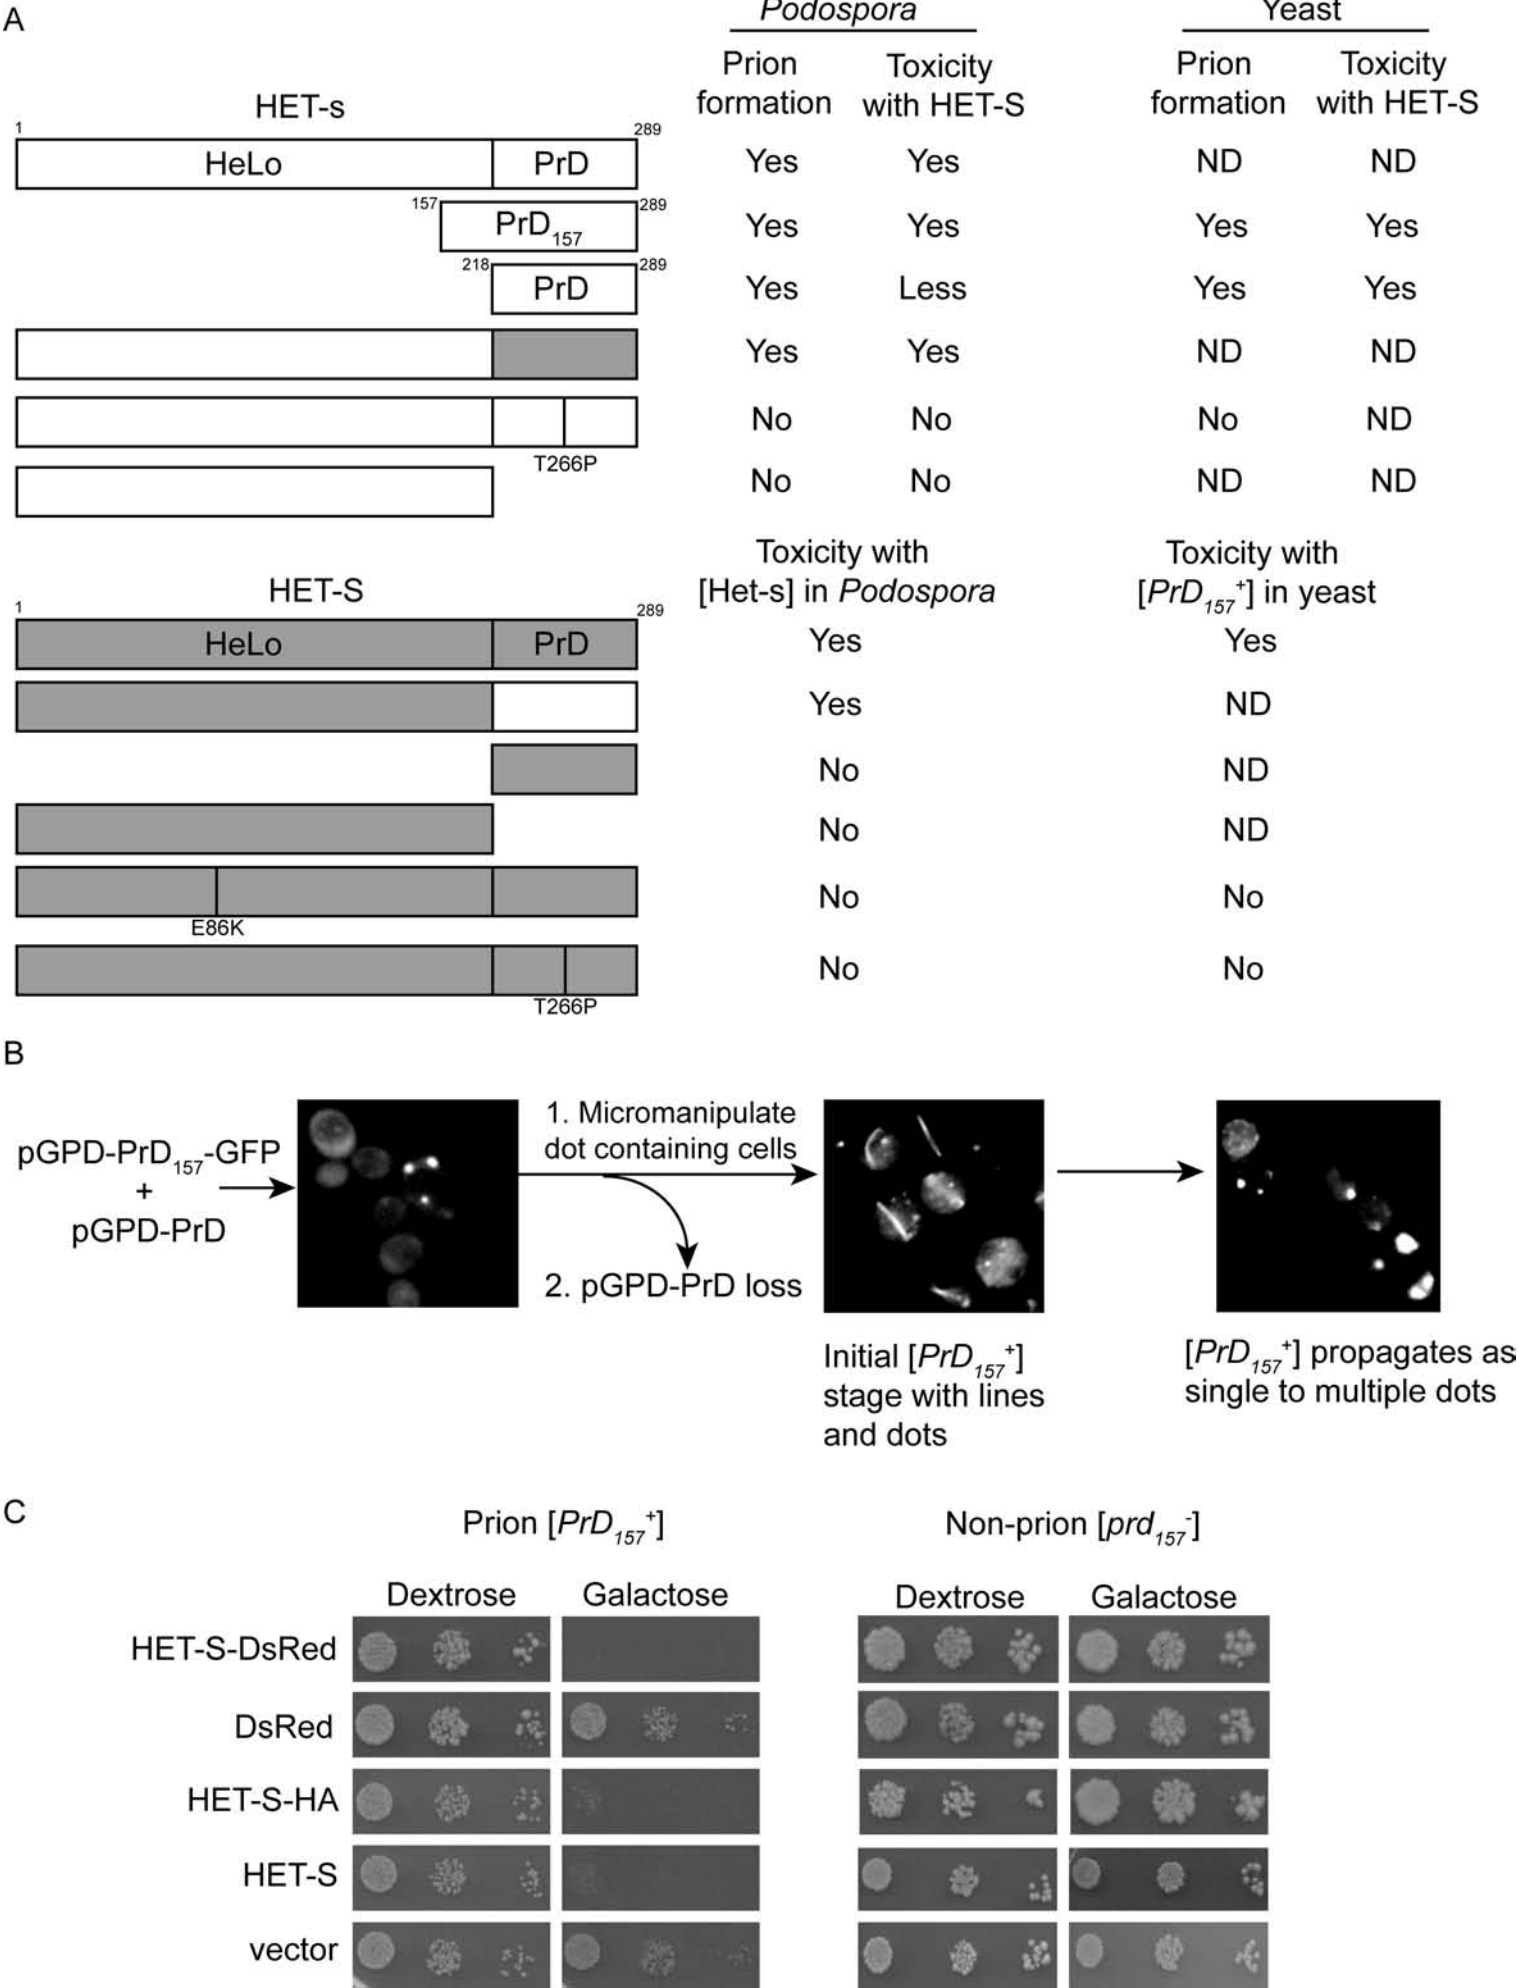 A
Podospora Yeast
Prion formation Toxicity with HET-S Prion formation Toxicity with HET-S
HET-s
1 289
HeLo PrD Yes Yes ND ND
157 289
PrD157 Yes Yes Yes Yes
218 289
PrD Yes Less Yes Yes
Yes Yes ND ND
No No No ND
T266P
No No ND ND
Toxicity with [Het-s] in Podospora Toxicity with [PrD157+] in yeast
HET-S
1 289
HeLo PrD Yes Yes
Yes ND
No ND
No ND
No No
E86K
No No
T266P
B
pGPD-PrD157-GFP
+
pGPD-PrD
1. Micromanipulate
dot containing cells
2. pGPD-PrD loss
Initial [PrD157+]
stage with lines
and dots
[PrD157+] propagates as
single to multiple dots
C
Prion [PrD157+] Non-prion [prd157-]
Dextrose Galactose Dextrose Galactose
HET-S-DsRed
DsRed
HET-S-HA
HET-S
vector